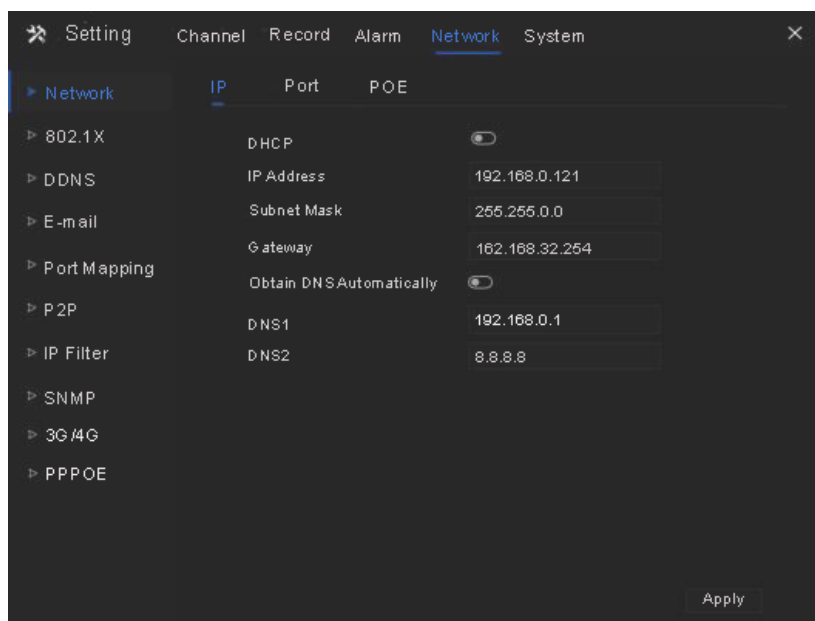 Setting Channel Record Alarm Network System
Network IP Port POE
802.1X DHCP
DDNS IP Address 192.168.0.121
E-mail Subnet Mask 255.255.0.0
Gateway 162.168.32.254
Port Mapping Obtain DNS Automatically
P2P DNS1 192.168.0.1
IP Filter DNS2 8.8.8.8
SNMP
3G/4G
PPPOE
Apply